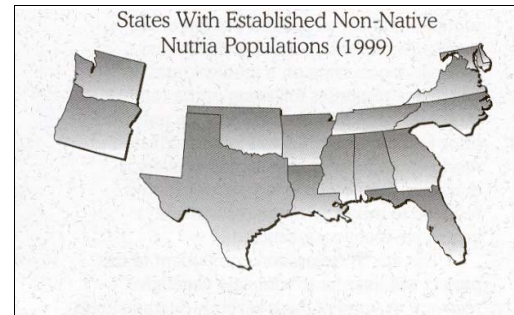 States With Established Non-Native
Nutria Populations (1999)